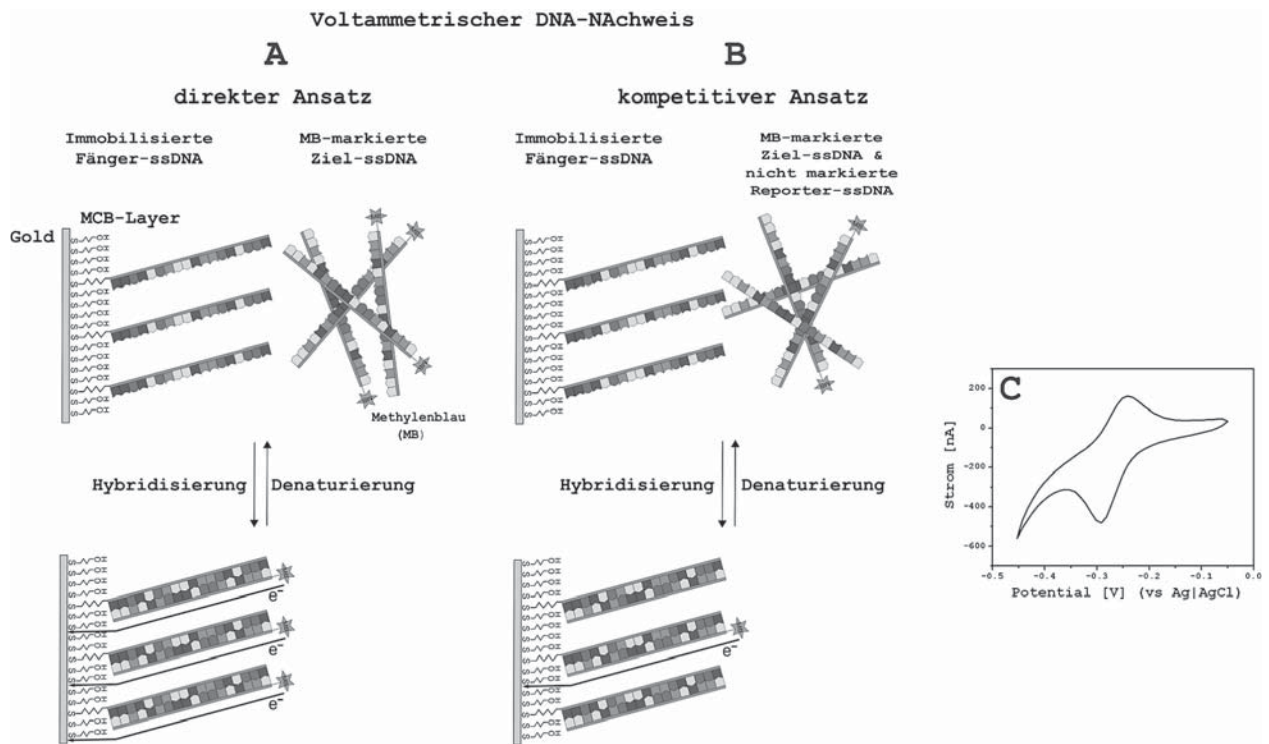 Voltammetrischer DNA-NAchweis
A
direkter Ansatz
Immobilisierte
Fänger-ssDNA
MB-markierte
Ziel-ssDNA
MCB-Layer
Gold
Methylenblau
(MB)
Hybridisierung
Denaturierung
e⁻
e⁻
e⁻
B
kompetitiver Ansatz
Immobilisierte
Fänger-ssDNA
MB-markierte
Ziel-ssDNA &
nicht markierte
Reporter-ssDNA
Hybridisierung
Denaturierung
e⁻
C
Strom [nA]
200
0
-200
-400
-600
-0.5 -0.4 -0.3 -0.2 -0.1 0.0
Potential [V] (vs Ag|AgCl)